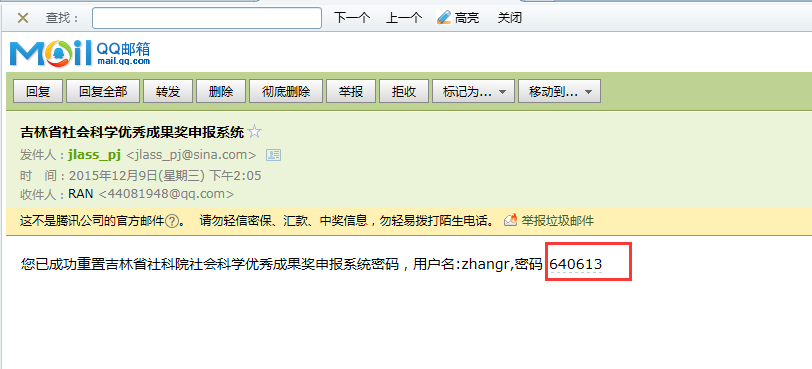 查找： 下一个 上一个 高亮 关闭
Mail QQ邮箱
mail.qq.com
回复 回复全部 转发 删除 彻底删除 举报 拒收 标记为... 移动到...
吉林省社会科学优秀成果奖申报系统
发件人：jlass_pj <jlass_pj@sina.com>
时 间：2015年12月9日(星期三) 下午2:05
收件人：RAN <44081948@qq.com>
这不是腾讯公司的官方邮件?。 请勿轻信密保、汇款、中奖信息，勿轻易拨打陌生电话。 举报垃圾邮件
您已成功重置吉林省社科院社会科学优秀成果奖申报系统密码，用户名:zhangr,密码 640613